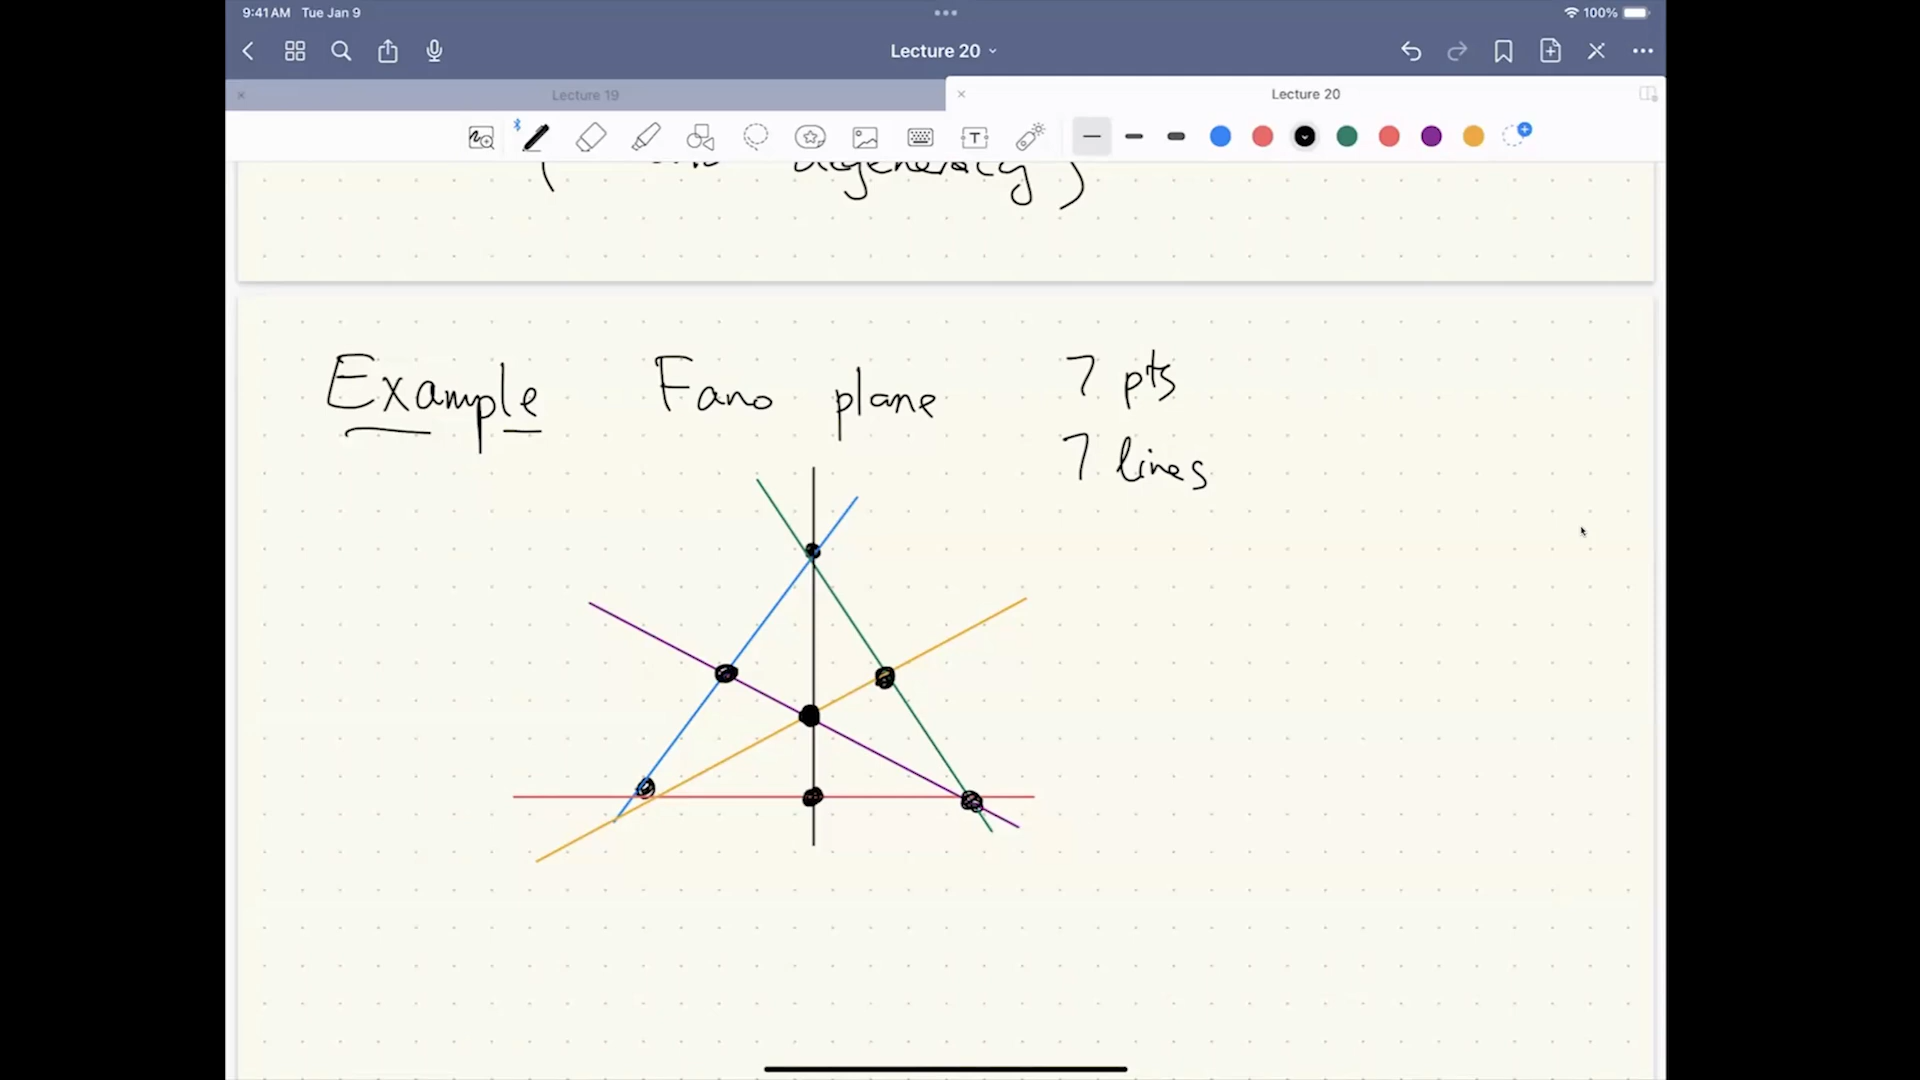 9:41 AM Tue Jan 9
100%
Lecture 20
Lecture 19
Lecture 20
T
degeneracy)
Example Fano plane 7 pts
7 lines